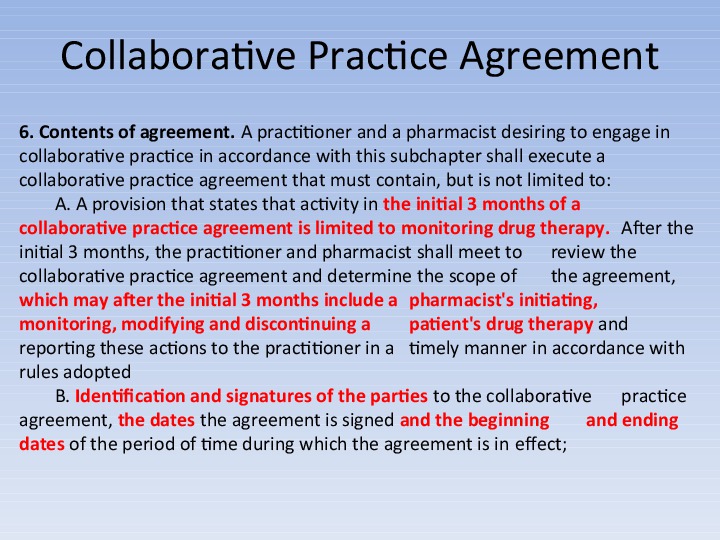 Collaborative Practice Agreement
6. Contents of agreement. A practitioner and a pharmacist desiring to engage in
collaborative practice in accordance with this subchapter shall execute a
collaborative practice agreement that must contain, but is not limited to:
A. A provision that states that activity in the initial 3 months of a
collaborative practice agreement is limited to monitoring drug therapy. After the
initial 3 months, the practitioner and pharmacist shall meet to review the
collaborative practice agreement and determine the scope of the agreement,
which may after the initial 3 months include a pharmacist's initiating,
monitoring, modifying and discontinuing a patient's drug therapy and
reporting these actions to the practitioner in a timely manner in accordance with
rules adopted
B. Identification and signatures of the parties to the collaborative practice
agreement, the dates the agreement is signed and the beginning and ending
dates of the period of time during which the agreement is in effect;